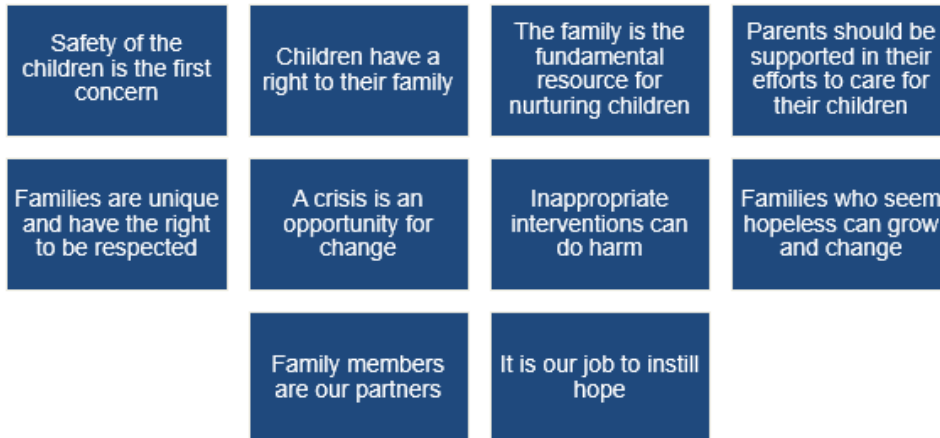 Safety of the
children is the first
concern
Children have a
right to their family
The family is the
fundamental
resource for
nurturing children
Parents should be
supported in their
efforts to care for
their children
Families are unique
and have the right
to be respected
A crisis is an
opportunity for
change
Inappropriate
interventions can
do harm
Families who seem
hopeless can grow
and change
Family members
are our partners
It is our job to instill
hope